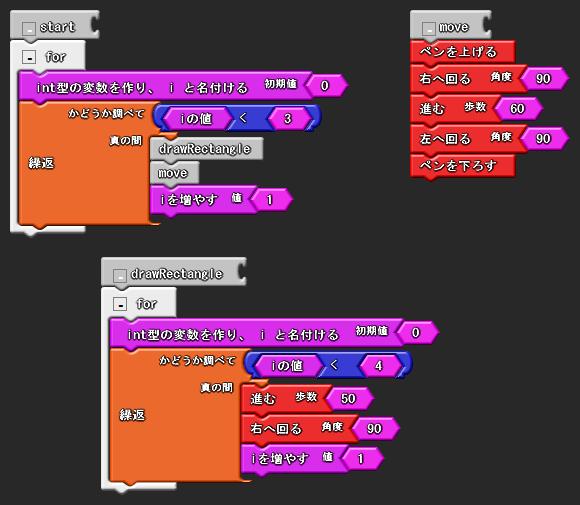 start
for
int型の変数を作り、 i と名付ける 初期値 0
かどうか調べて iの値 < 3
真の間
drawRectangle
繰返
move
iを増やす 値 1
move
ペンを上げる
右へ回る 角度 90
進む 歩数 60
左へ回る 角度 90
ペンを下ろす
drawRectangle
for
int型の変数を作り、 i と名付ける 初期値 0
かどうか調べて iの値 < 4
真の間
進む 歩数 50
繰返
右へ回る 角度 90
iを増やす 値 1